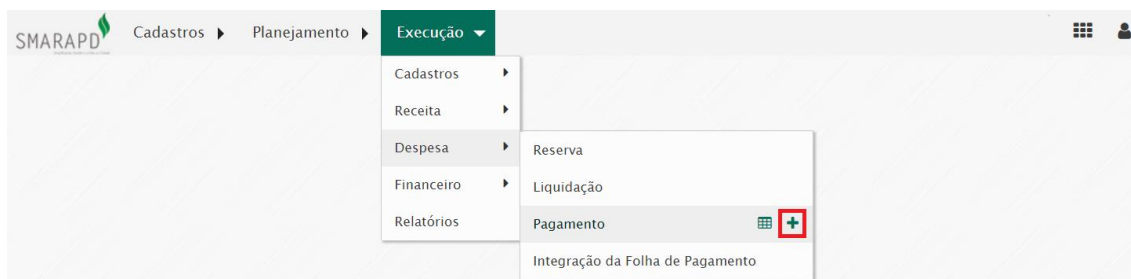 SMARAPD
Cadastros
Planejamento
Execução
Cadastros
Receita
Despesa
Financeiro
Relatórios
Reserva
Liquidação
Pagamento
Integração da Folha de Pagamento